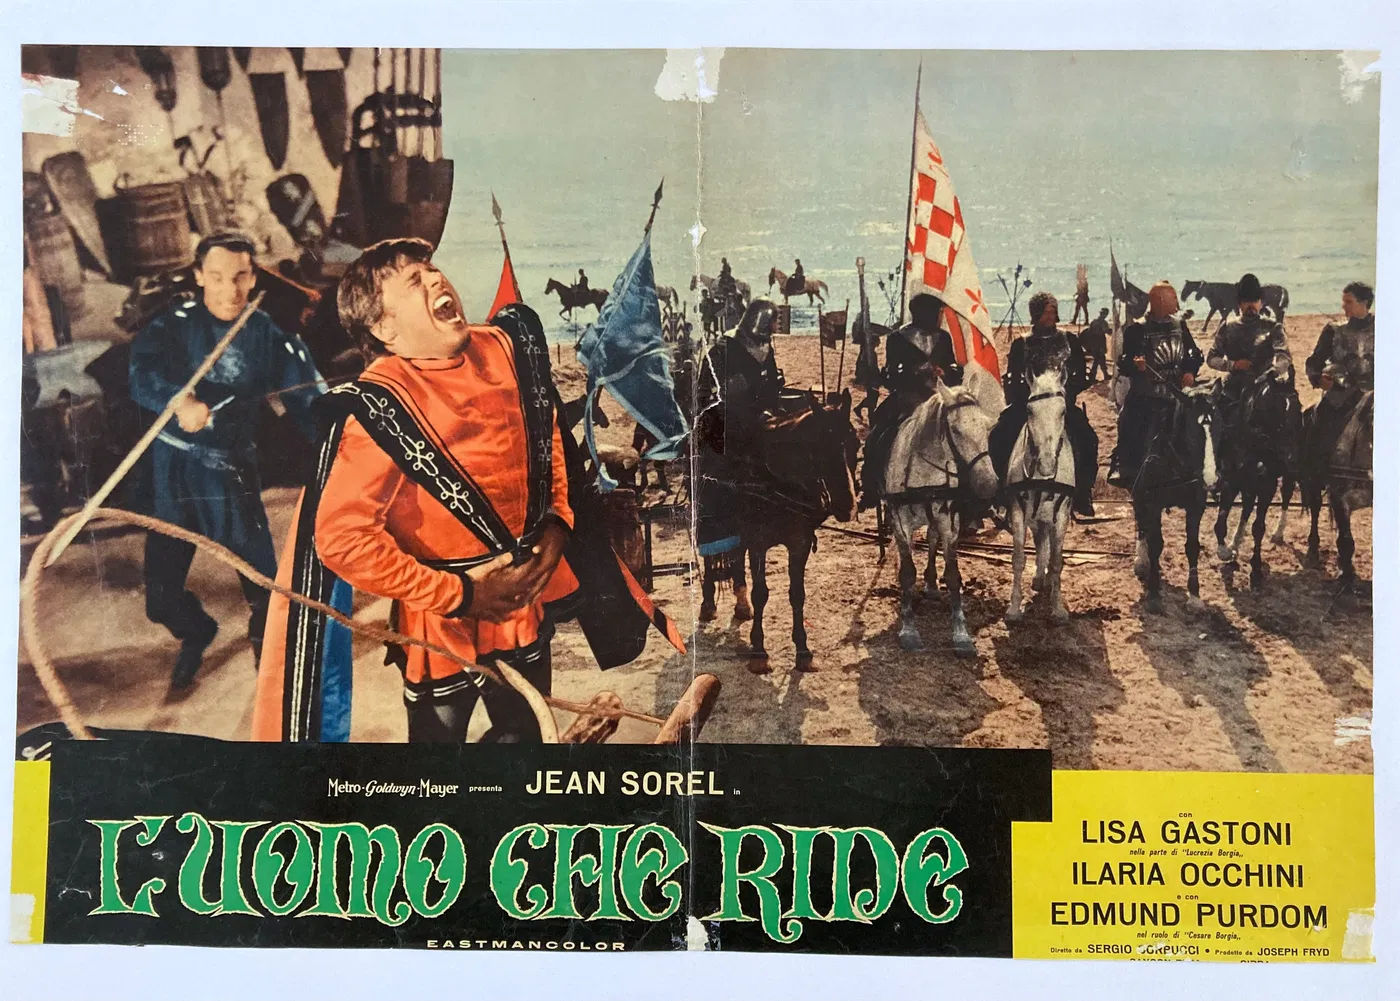 Metro-Goldwyn-Mayer presenta JEAN SOREL in
L'UOMO CHE RIDE
EASTMANCOLOR
con
LISA GASTONI
nella parte di "Lucrezia Borgia„
ILARIA OCCHINI
e con
EDMUND PURDOM
nel ruolo di "Cesare Borgia„
Diretto da SERGIO CORBUCCI • Prodotto da JOSEPH FRYD